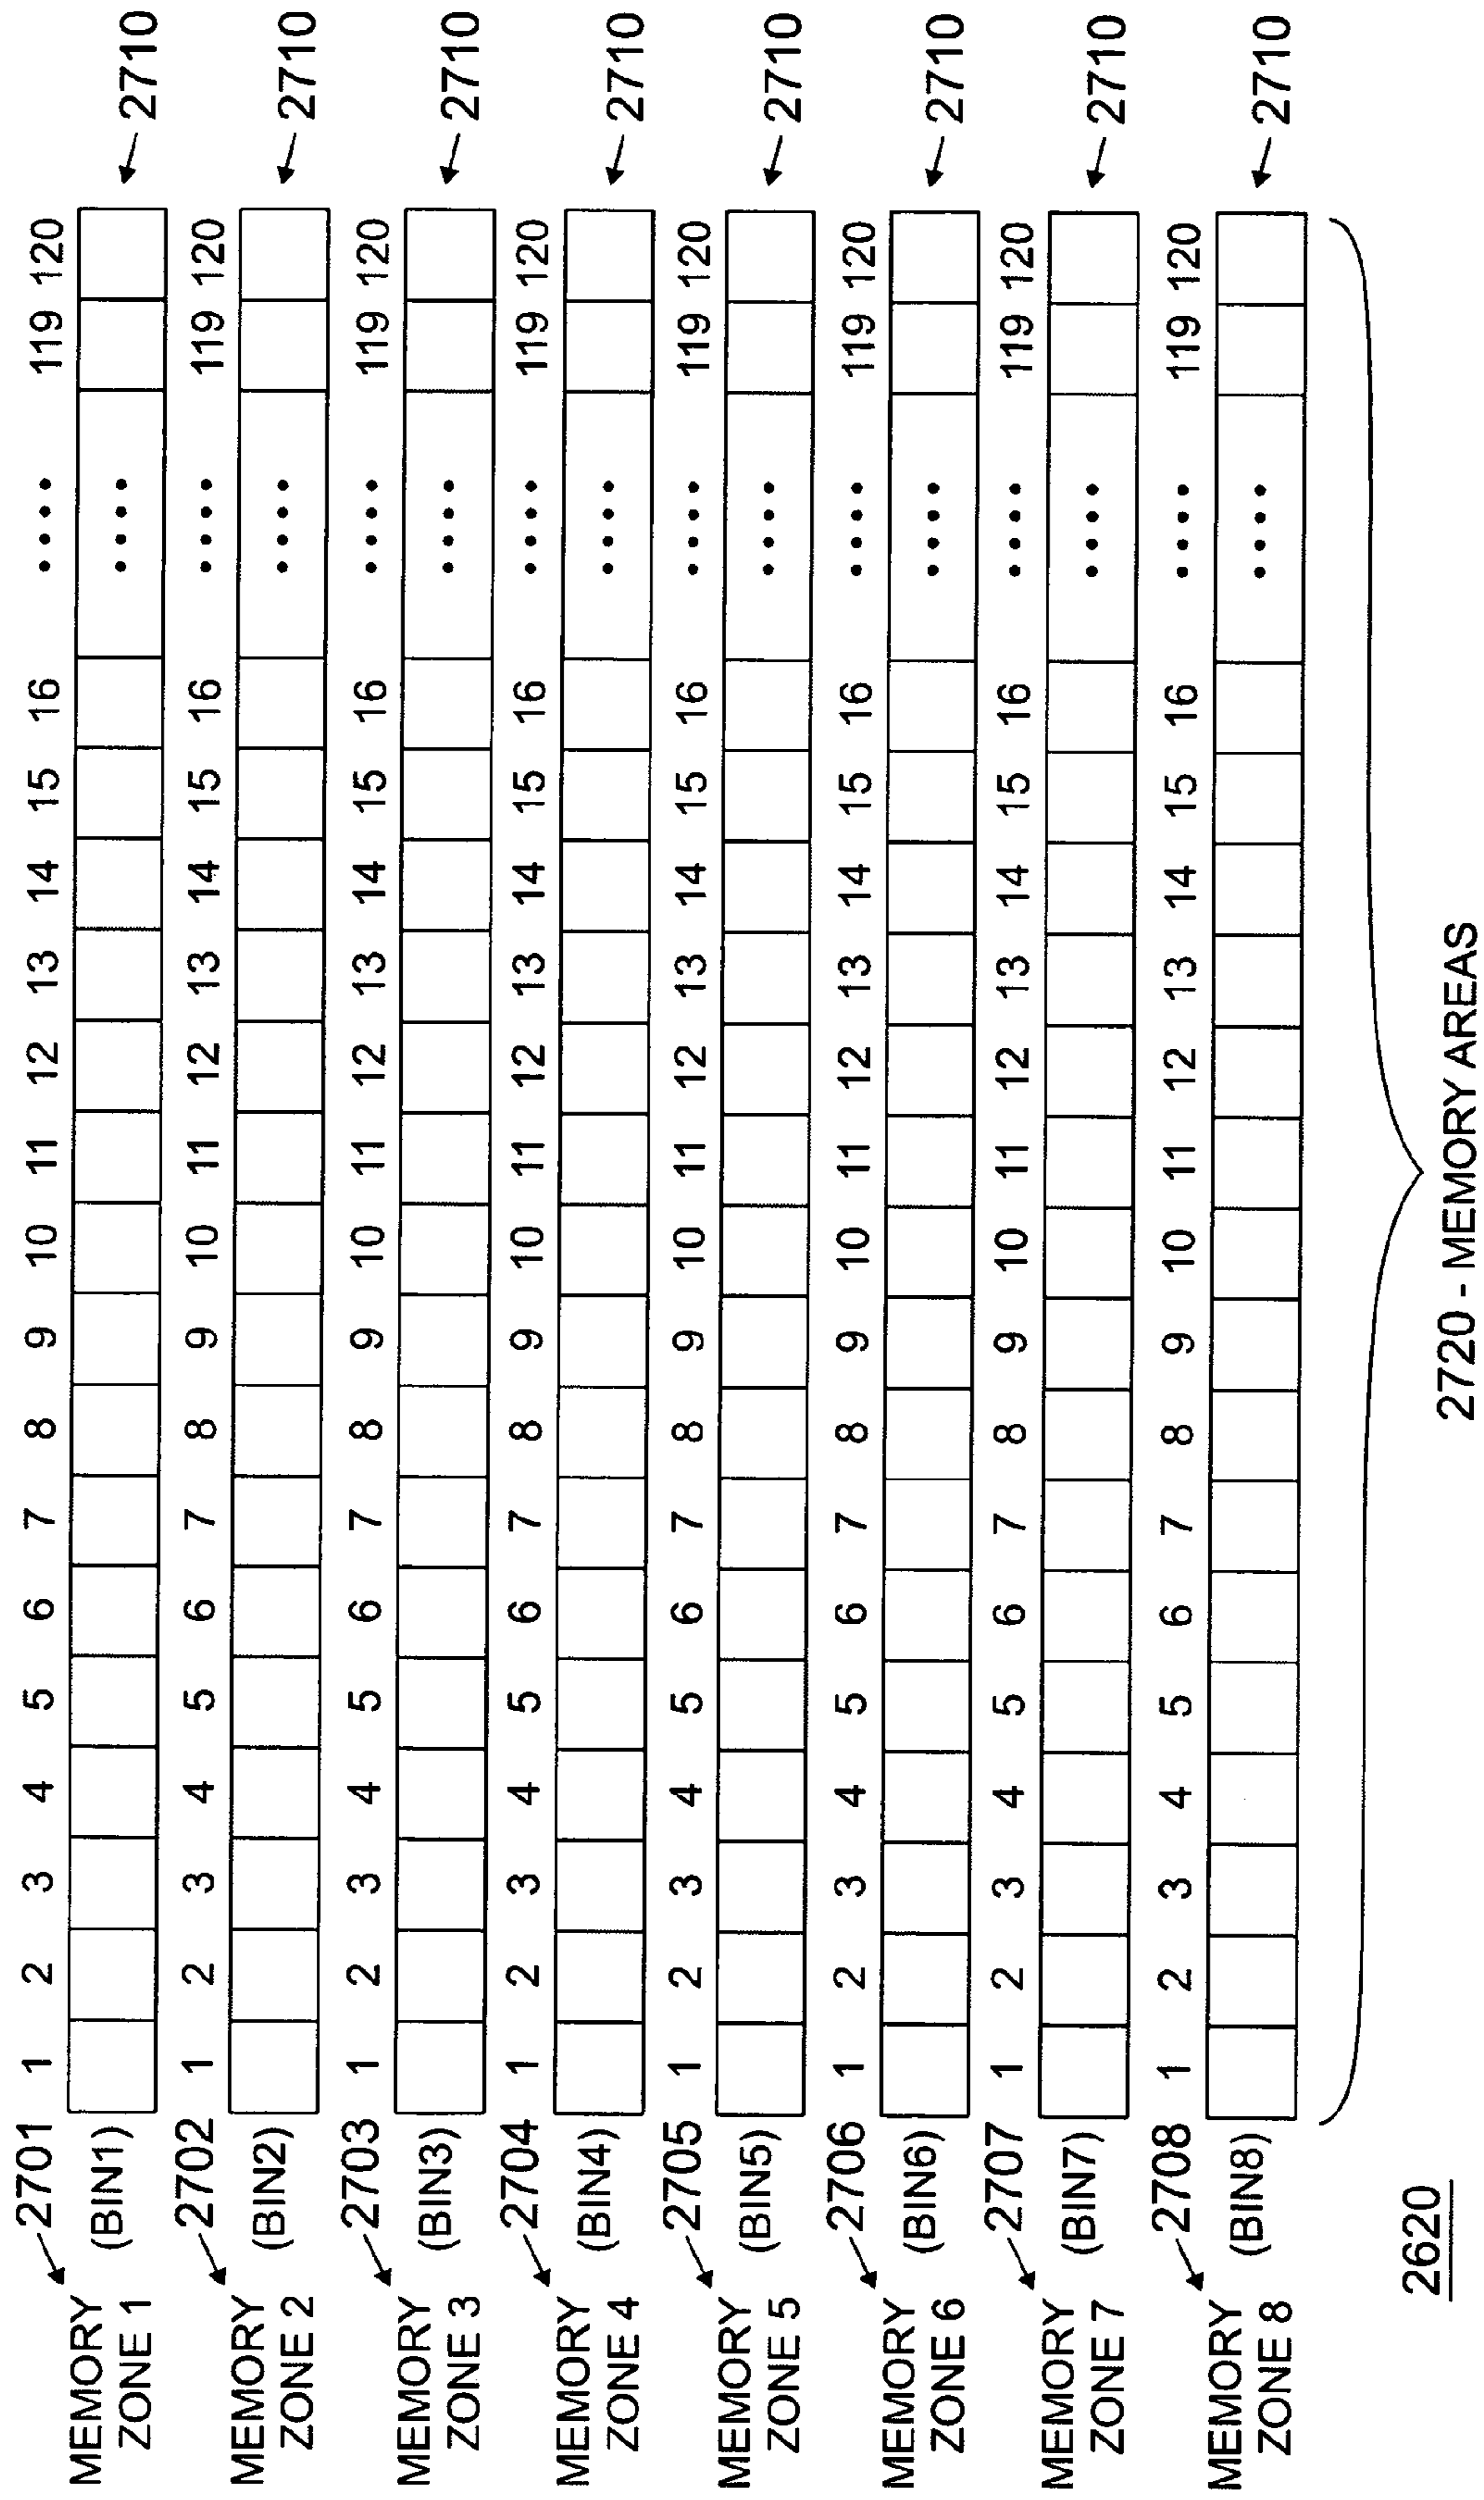 2701 1 2 3 4 5 6 7 8 9 10 11 12 13 14 15 16 •••• 119 120
MEMORY ZONE 1 (BIN1) •••• 2710
2702 1 2 3 4 5 6 7 8 9 10 11 12 13 14 15 16 •••• 119 120
MEMORY ZONE 2 (BIN2) •••• 2710
2703 1 2 3 4 5 6 7 8 9 10 11 12 13 14 15 16 •••• 119 120
MEMORY ZONE 3 (BIN3) •••• 2710
2704 1 2 3 4 5 6 7 8 9 10 11 12 13 14 15 16 •••• 119 120
MEMORY ZONE 4 (BIN4) •••• 2710
2705 1 2 3 4 5 6 7 8 9 10 11 12 13 14 15 16 •••• 119 120
MEMORY ZONE 5 (BIN5) •••• 2710
2706 1 2 3 4 5 6 7 8 9 10 11 12 13 14 15 16 •••• 119 120
MEMORY ZONE 6 (BIN6) •••• 2710
2707 1 2 3 4 5 6 7 8 9 10 11 12 13 14 15 16 •••• 119 120
MEMORY ZONE 7 (BIN7) •••• 2710
2708 1 2 3 4 5 6 7 8 9 10 11 12 13 14 15 16 •••• 119 120
MEMORY ZONE 8 (BIN8) •••• 2710
2620
2720 - MEMORY AREAS